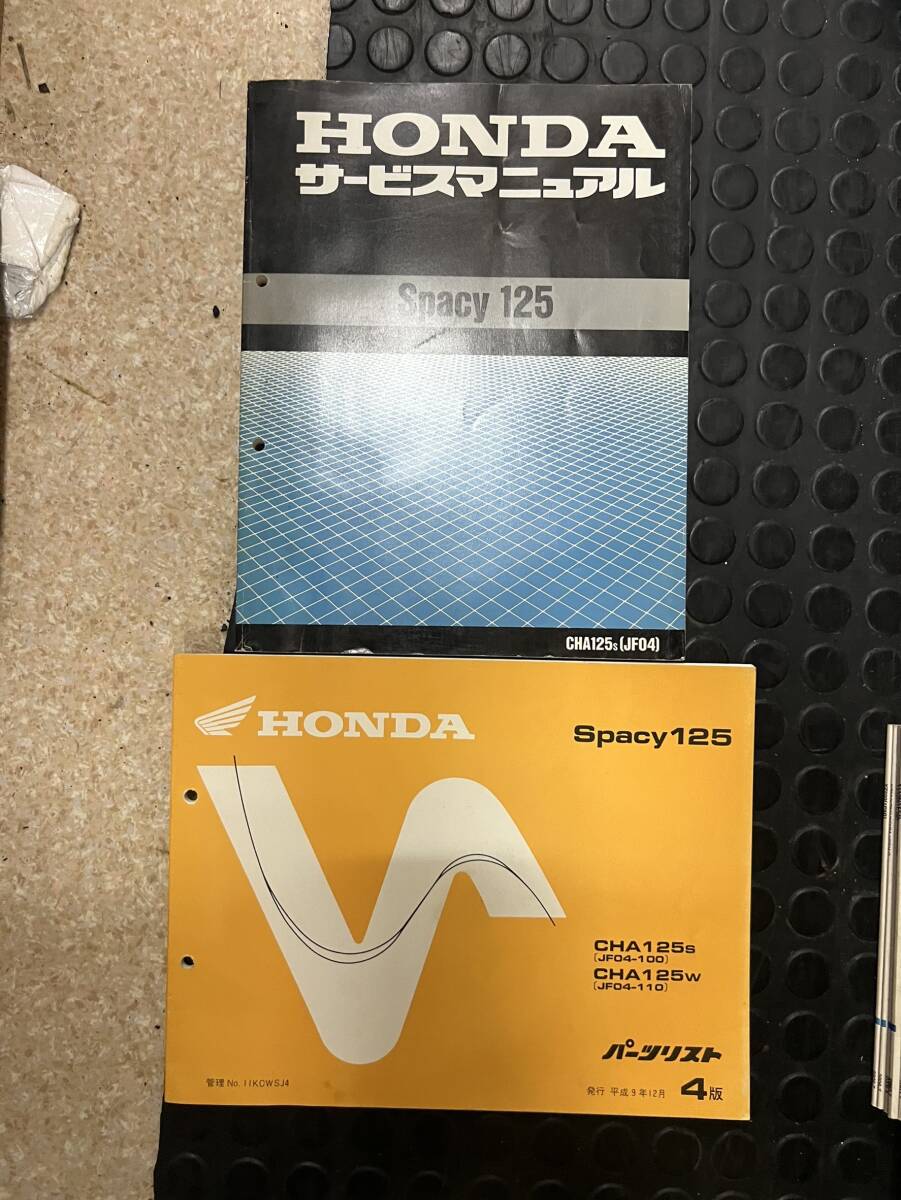 HONDA
サービスマニュアル
Spacy 125
CHA125s (JF04)
HONDA
Spacy125
CHA125s
(JF04-100)
CHA125w
(JF04-110)
パーツリスト
管理 No. 11KCWSJ4
発行 平成9年12月 4版